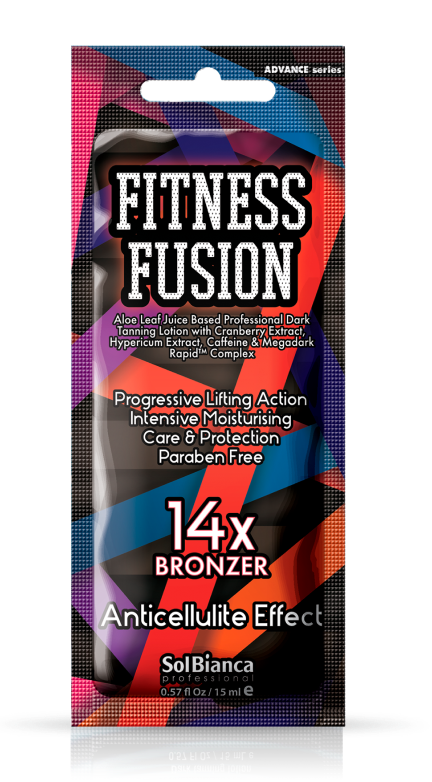 ADVANCE series
FITNESS
FUSION
Aloe Leaf Juice Based Professional Dark
Tanning Lotion with Cranberry Extract,
Hypericum Extract, Caffeine & Megadark
Rapid™ Complex
Progressive Lifting Action
Intensive Moisturising
Care & Protection
Paraben Free
14x
BRONZER
Anticellulite Effect
SolBianca
professional
0.57 fl Oz / 15 ml e